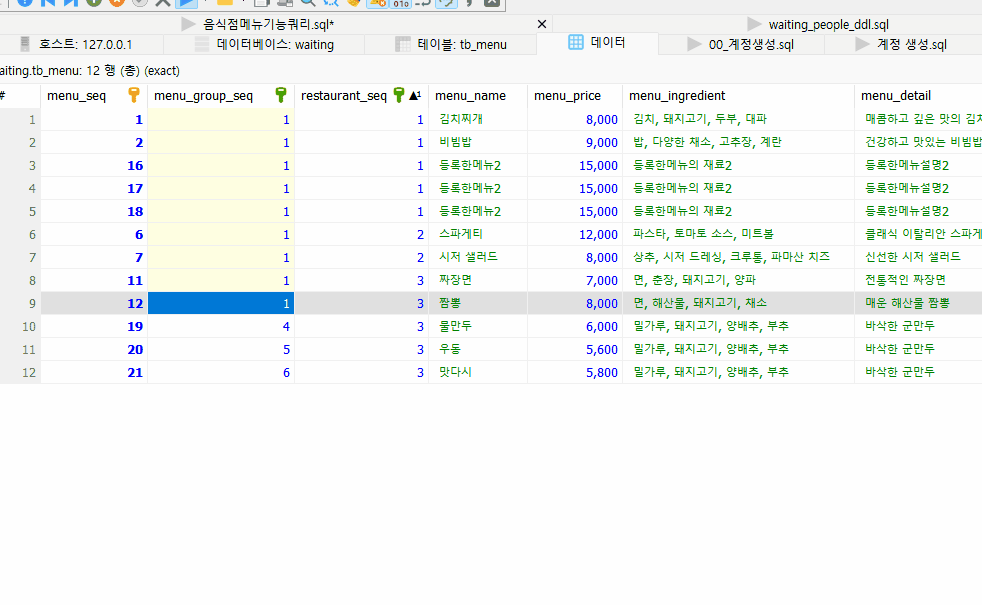 음식점메뉴기능쿼리.sql* waiting_people_ddl.sql
호스트: 127.0.0.1 데이터베이스: waiting 테이블: tb_menu 데이터 00_계정생성.sql 계정 생성.sql
aiting.tb_menu: 12 행 (총) (exact)
# menu_seq menu_group_seq restaurant_seq menu_name menu_price menu_ingredient menu_detail
1 1 1 1 김치찌개 8,000 김치, 돼지고기, 두부, 대파 매콤하고 깊은 맛의 김치
2 2 1 1 비빔밥 9,000 밥, 다양한 채소, 고추장, 계란 건강하고 맛있는 비빔밥
3 16 1 1 등록한메뉴2 15,000 등록한메뉴의 재료2 등록한메뉴설명2
4 17 1 1 등록한메뉴2 15,000 등록한메뉴의 재료2 등록한메뉴설명2
5 18 1 1 등록한메뉴2 15,000 등록한메뉴의 재료2 등록한메뉴설명2
6 6 1 2 스파게티 12,000 파스타, 토마토 소스, 미트볼 클래식 이탈리안 스파게
7 7 1 2 시저 샐러드 8,000 상추, 시저 드레싱, 크루통, 파마산 치즈 신선한 시저 샐러드
8 11 1 3 짜장면 7,000 면, 춘장, 돼지고기, 양파 전통적인 짜장면
9 12 1 3 짬뽕 8,000 면, 해산물, 돼지고기, 채소 매운 해산물 짬뽕
10 19 4 3 물만두 6,000 밀가루, 돼지고기, 양배추, 부추 바삭한 군만두
11 20 5 3 우동 5,600 밀가루, 돼지고기, 양배추, 부추 바삭한 군만두
12 21 6 3 맛다시 5,800 밀가루, 돼지고기, 양배추, 부추 바삭한 군만두